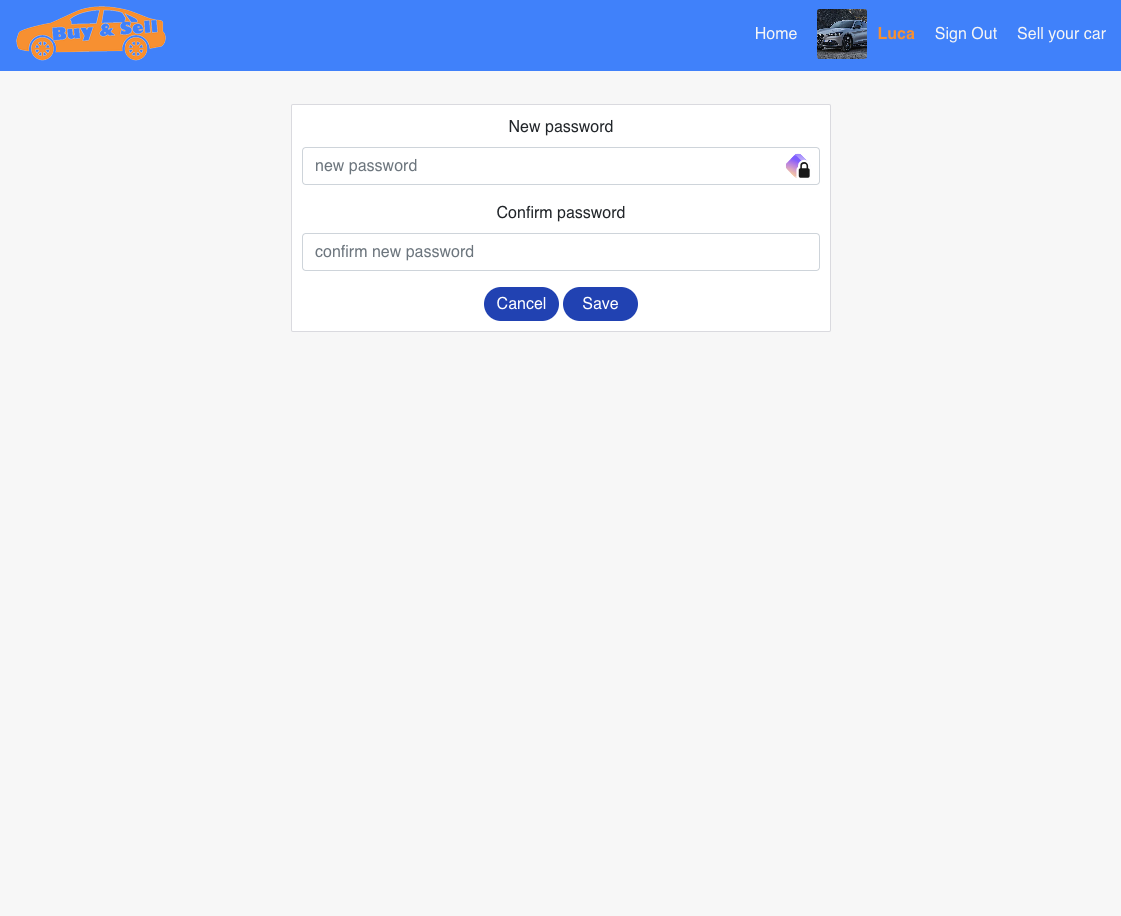 Buy & Sell
Home
Luca
Sign Out
Sell your car
New password
new password
Confirm password
confirm new password
Cancel
Save